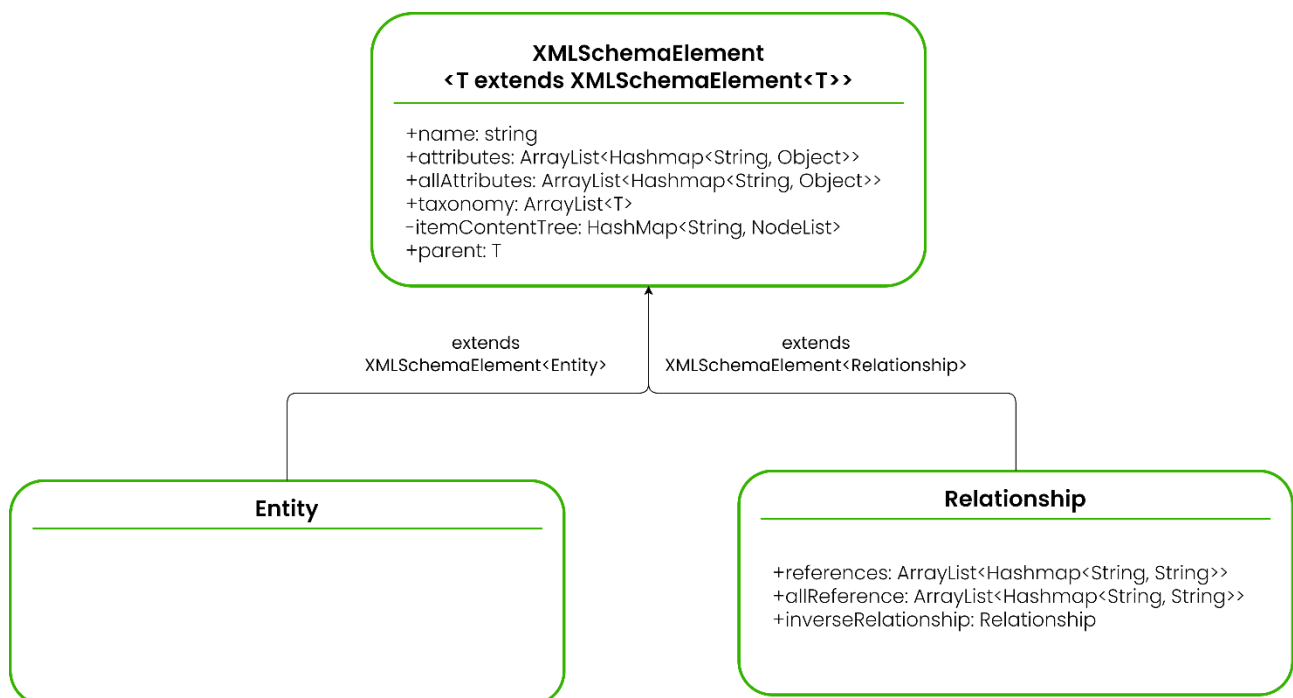 XMLSchemaElement
<T extends XMLSchemaElement<T>>
+name: string
+attributes: ArrayList<Hashmap<String, Object>>
+allAttributes: ArrayList<Hashmap<String, Object>>
+taxonomy: ArrayList<T>
-itemContentTree: HashMap<String, NodeList>
+parent: T
extends
XMLSchemaElement<Entity>
extends
XMLSchemaElement<Relationship>
Entity
Relationship
+references: ArrayList<Hashmap<String, String>>
+allReference: ArrayList<Hashmap<String, String>>
+inverseRelationship: Relationship